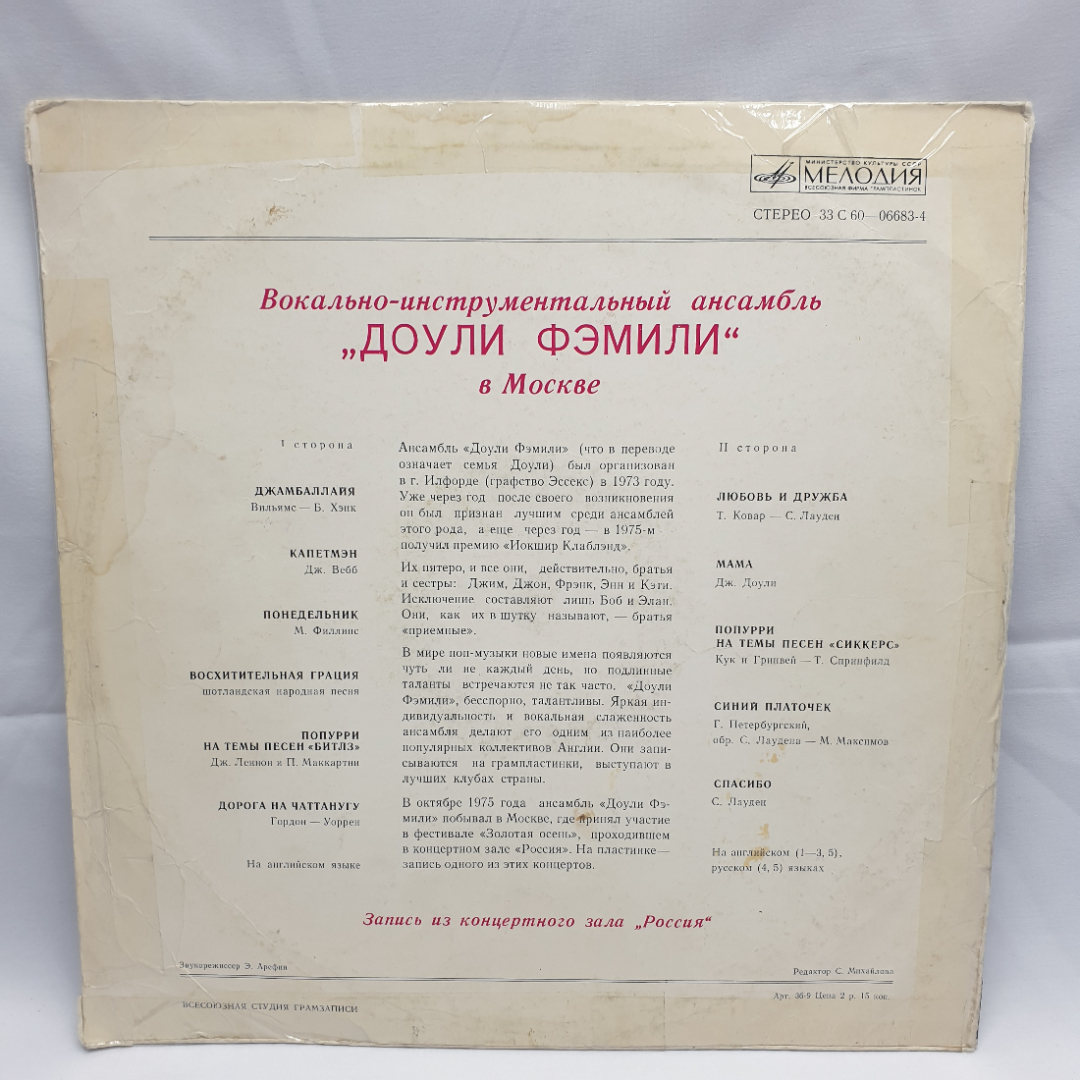 МИНИСТЕРСТВО КУЛЬТУРЫ СССР
МЕЛОДИЯ
ВСЕСОЮЗНАЯ ФИРМА ГРАМПЛАСТИНОК
СТЕРЕО 33 С 60—06683-4
Вокально-инструментальный ансамбль
„ДОУЛИ ФЭМИЛИ“
в Москве
I сторона
ДЖАМБАЛЛАЙЯ
Вильямс — Б. Хэнк
КАПЕТМЭН
Дж. Вебб
ПОНЕДЕЛЬНИК
М. Филлипс
ВОСХИТИТЕЛЬНАЯ ГРАЦИЯ
шотландская народная песня
ПОПУРРИ
НА ТЕМЫ ПЕСЕН «БИТЛЗ»
Дж. Леннон и П. Маккартни
ДОРОГА НА ЧАТТАНУГУ
Гордон — Уоррен
На английском языке
Ансамбль «Доули Фэмили» (что в переводе
означает семья Доули) был организован
в г. Илфорде (графство Эссекс) в 1973 году.
Уже через год после своего возникновения
он был признан лучшим среди ансамблей
этого рода, а еще через год — в 1975-м
получил премию «Иокшир Клаблэнд».
Их пятеро, и все они, действительно, братья
и сестры: Джим, Джон, Фрэнк, Энн и Кэти.
Исключение составляют лишь Боб и Элан.
Они, как их в шутку называют, — братья
«приемные».
В мире поп-музыки новые имена появляются
чуть ли не каждый день, но подлинные
таланты встречаются не так часто. «Доули
Фэмили», бесспорно, талантливы. Яркая ин-
дивидуальность и вокальная слаженность
ансамбля делают его одним из наиболее
популярных коллективов Англии. Они запи-
сываются на грампластинки, выступают в
лучших клубах страны.
В октябре 1975 года ансамбль «Доули Фэ-
мили» побывал в Москве, где принял участие
в фестивале «Золотая осень», проходившем
в концертном зале «Россия». На пластинке—
запись одного из этих концертов.
II сторона
ЛЮБОВЬ И ДРУЖБА
Т. Ковар — С. Лауден
МАМА
Дж. Доули
ПОПУРРИ
НА ТЕМЫ ПЕСЕН «СИККЕРС»
Кук и Гринвей — Т. Спринфилд
СИНИЙ ПЛАТОЧЕК
Г. Петербургский,
обр. С. Лаудена — М. Максимов
СПАСИБО
С. Лауден
На английском (1—3, 5),
русском (4, 5) языках
Запись из концертного зала „Россия“
Звукорежиссер Э. Арефин
Редактор С. Михайлова
Арт. 36-9 Цена 2 р. 15 коп.
ВСЕСОЮЗНАЯ СТУДИЯ ГРАМЗАПИСИ